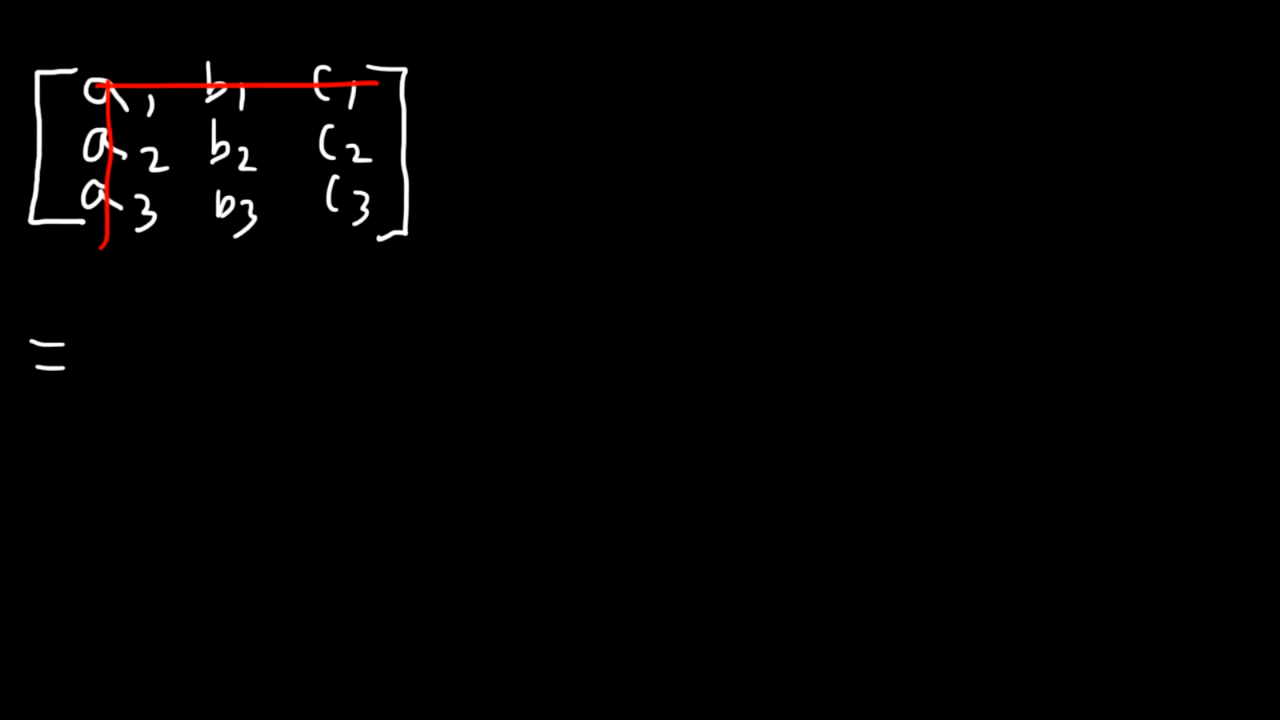 a₁ b₁ c₁
a₂ b₂ c₂
a₃ b₃ c₃
=